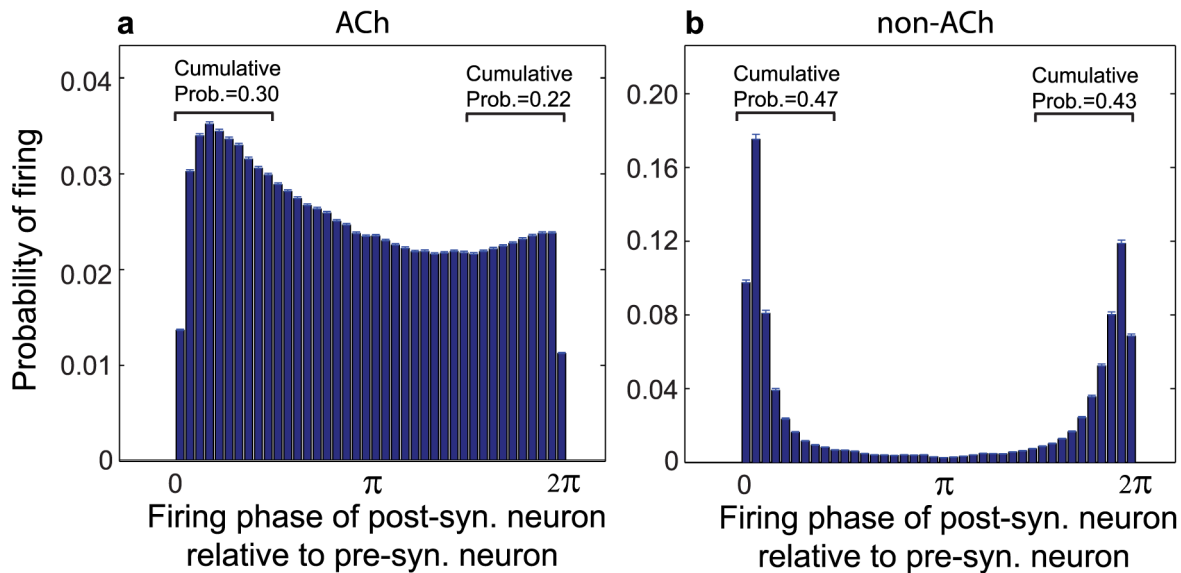 a
ACh
Probability of firing
0.04
0.03
0.02
0.01
0
Cumulative
Prob.=0.30
Cumulative
Prob.=0.22
0
π
2π
Firing phase of post-syn. neuron
relative to pre-syn. neuron
b
non-ACh
0.20
0.16
0.12
0.08
0.04
0
Cumulative
Prob.=0.47
Cumulative
Prob.=0.43
0
π
2π
Firing phase of post-syn. neuron
relative to pre-syn. neuron